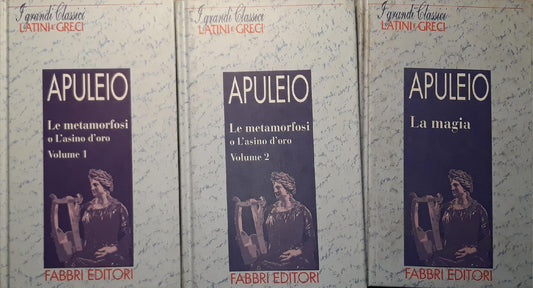 I grandi Classici
LATINI e GRECI
APULEIO
Le metamorfosi
o L'asino d'oro
Volume 1
FABBRI EDITORI
I grandi Classici
LATINI e GRECI
APULEIO
Le metamorfosi
o L'asino d'oro
Volume 2
FABBRI EDITORI
I grandi Classici
LATINI e GRECI
APULEIO
La magia
FABBRI EDITORI